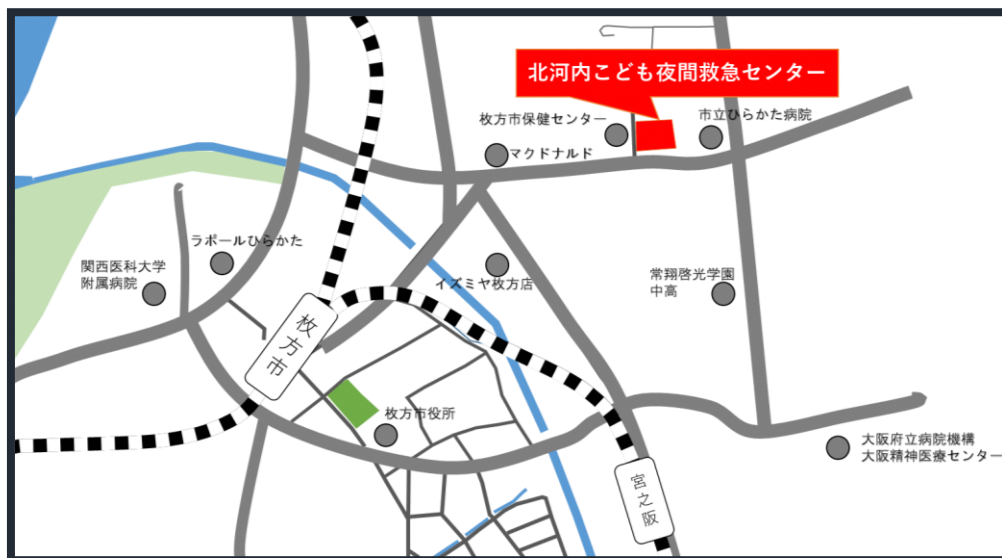 北河内こども夜間救急センター
市立ひらかた病院
枚方市保健センター
マクドナルド
ラポールひらかた
関西医科大学
附属病院
イズミヤ枚方店
常翔啓光学園
中高
枚方市
枚方市役所
大阪府立病院機構
大阪精神医療センター
宮之阪